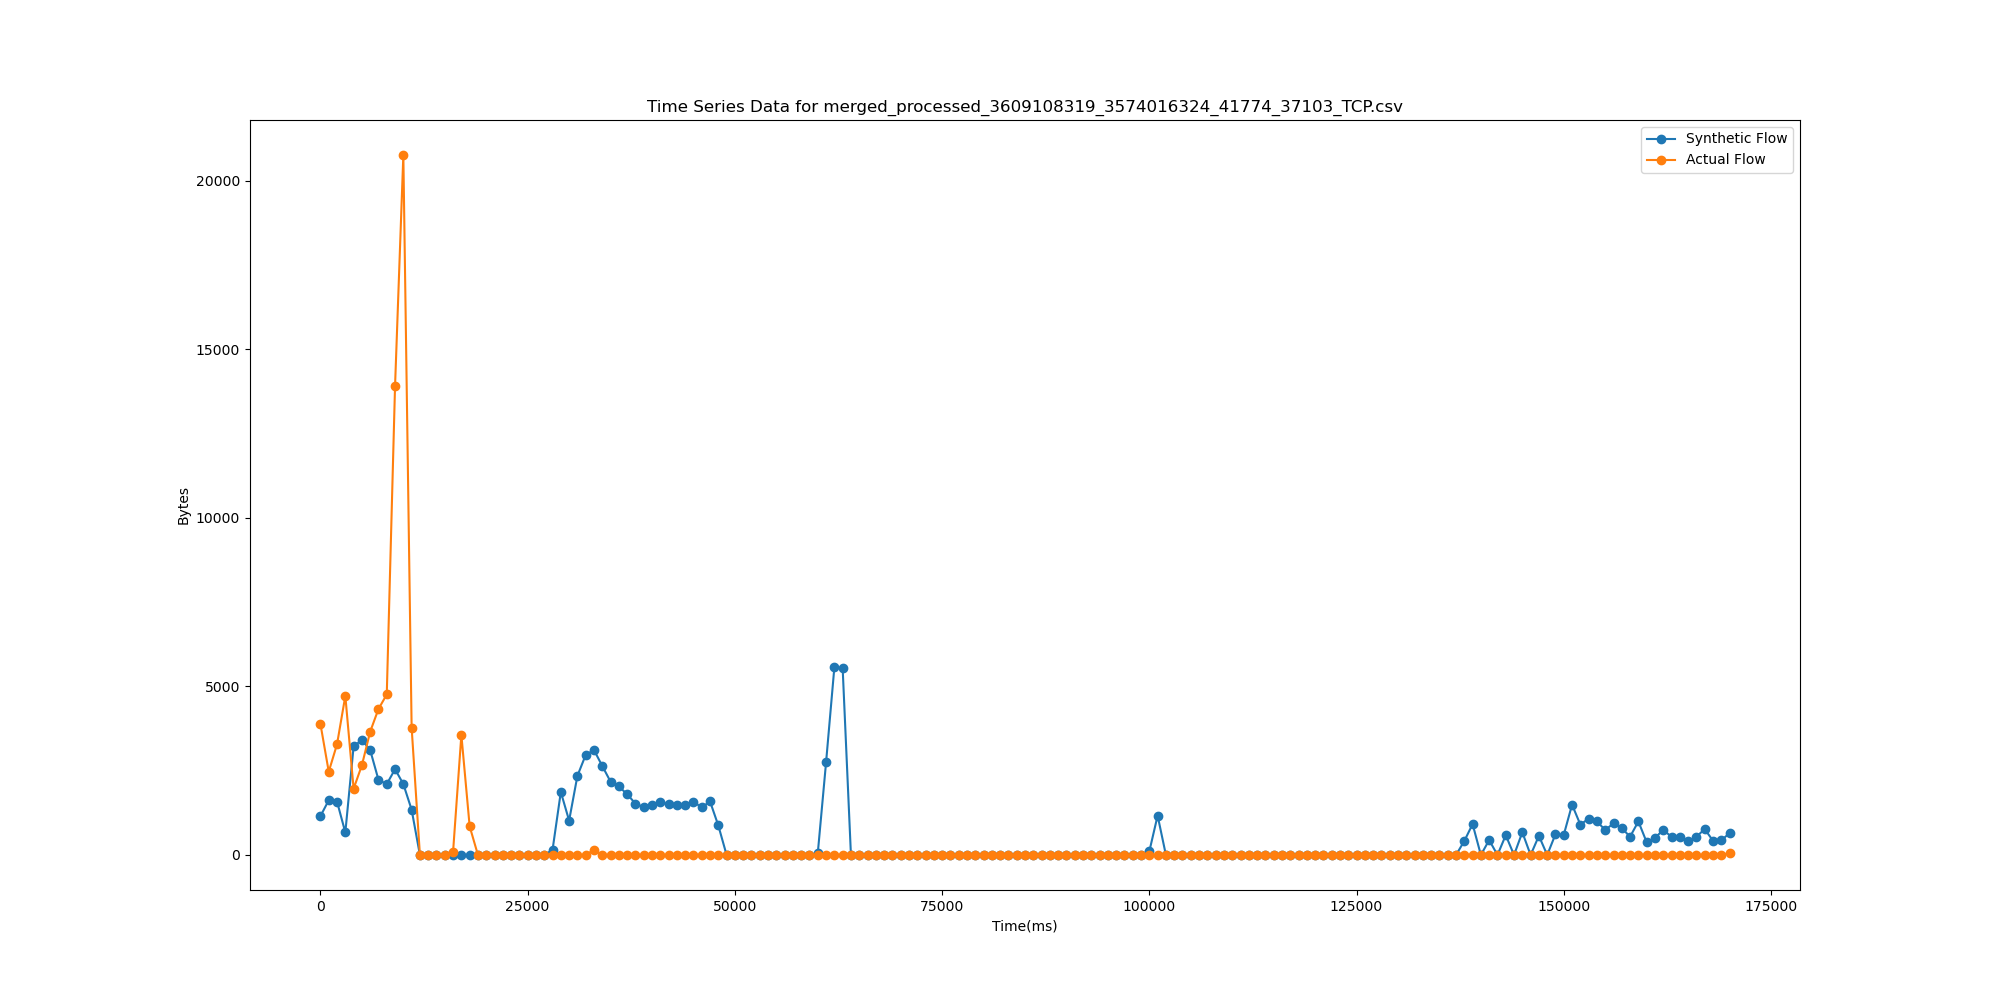 Time Series Data for merged_processed_3609108319_3574016324_41774_37103_TCP.csv
Synthetic Flow
Actual Flow
Bytes
20000
15000
10000
5000
0
0 25000 50000 75000 100000 125000 150000 175000
Time(ms)